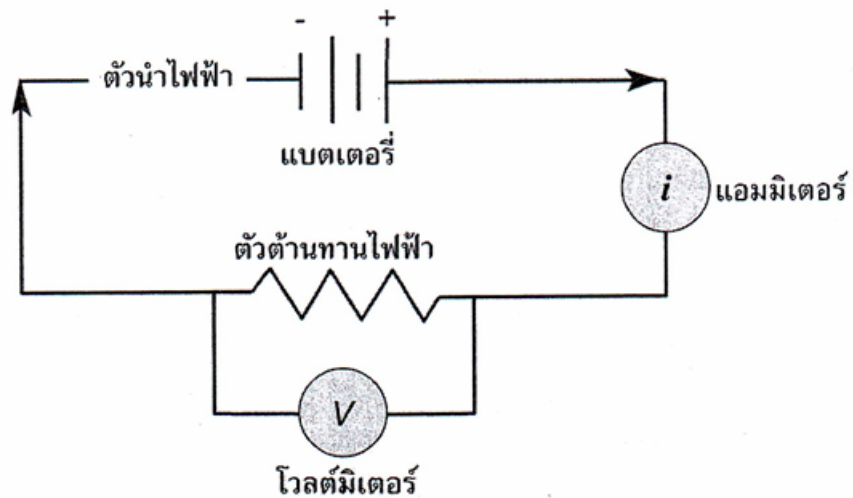 - +
ตัวนำไฟฟ้า
แบตเตอรี่
i แอมมิเตอร์
ตัวต้านทานไฟฟ้า
V
โวลต์มิเตอร์